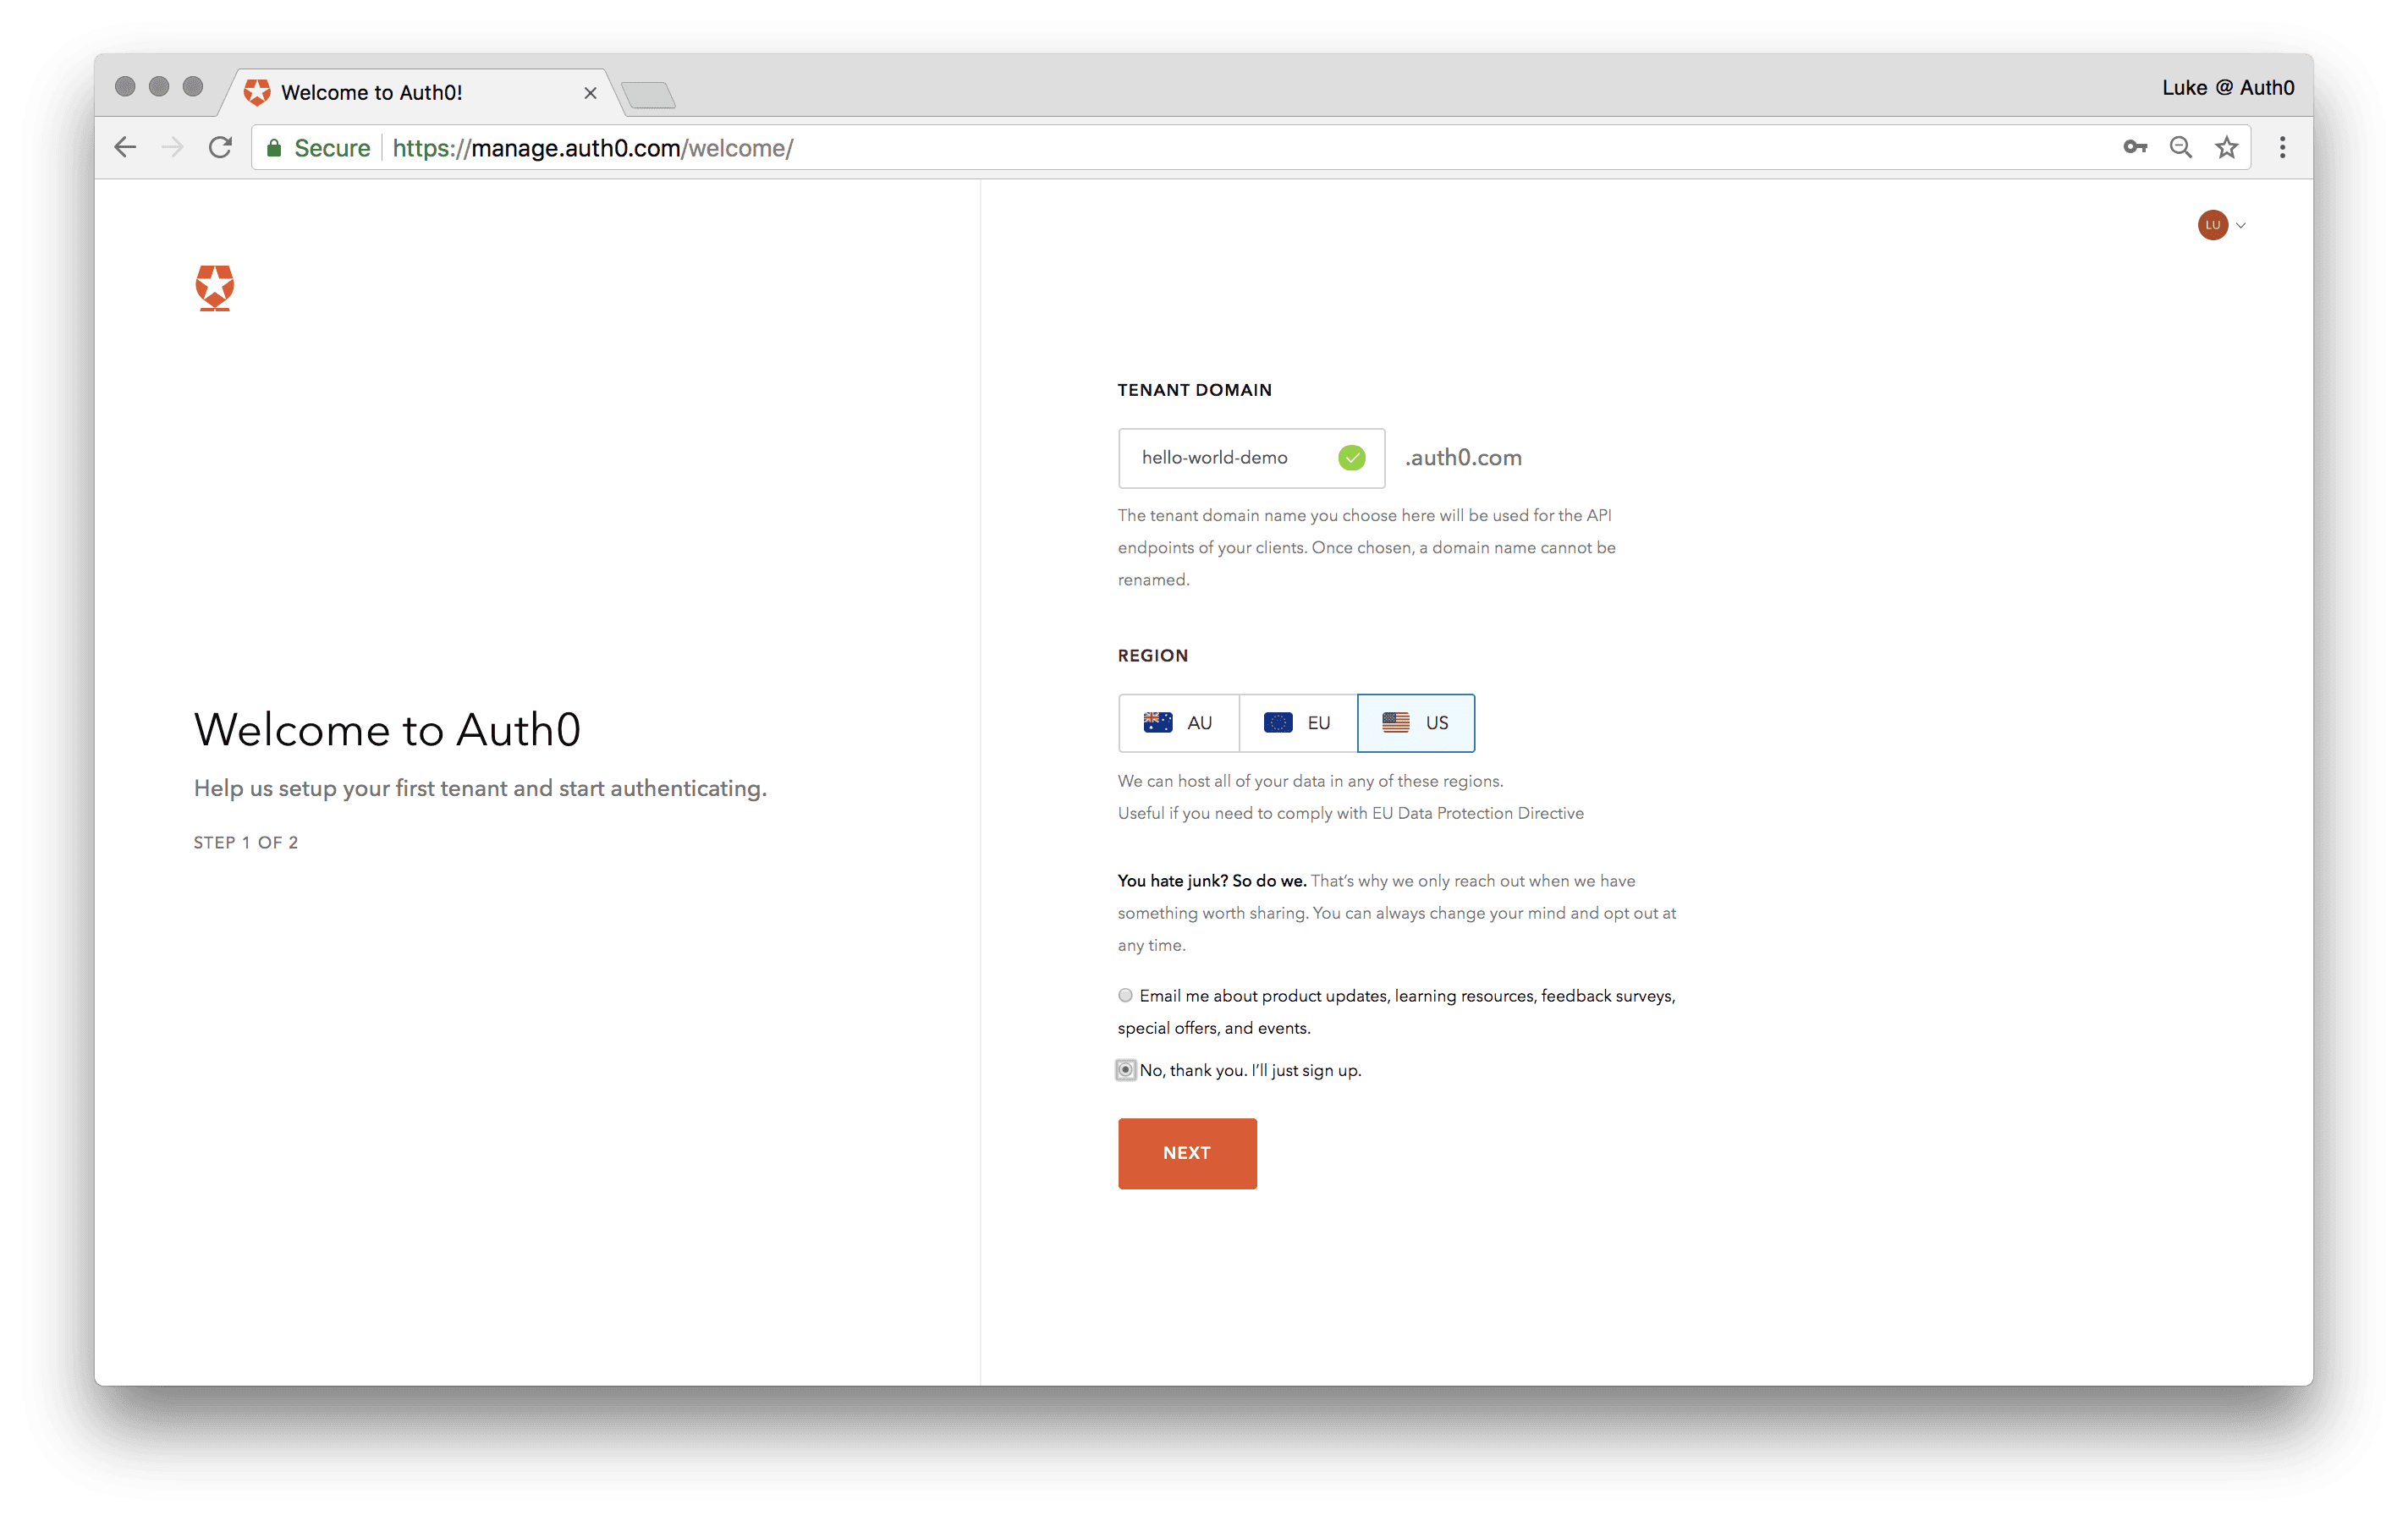 Welcome to Auth0!
Luke @ Auth0
Secure https://manage.auth0.com/welcome/
LU
Welcome to Auth0
Help us setup your first tenant and start authenticating.
STEP 1 OF 2
TENANT DOMAIN
hello-world-demo .auth0.com
The tenant domain name you choose here will be used for the API
endpoints of your clients. Once chosen, a domain name cannot be
renamed.
REGION
AU EU US
We can host all of your data in any of these regions.
Useful if you need to comply with EU Data Protection Directive
You hate junk? So do we. That's why we only reach out when we have
something worth sharing. You can always change your mind and opt out at
any time.
Email me about product updates, learning resources, feedback surveys,
special offers, and events.
No, thank you. I'll just sign up.
NEXT